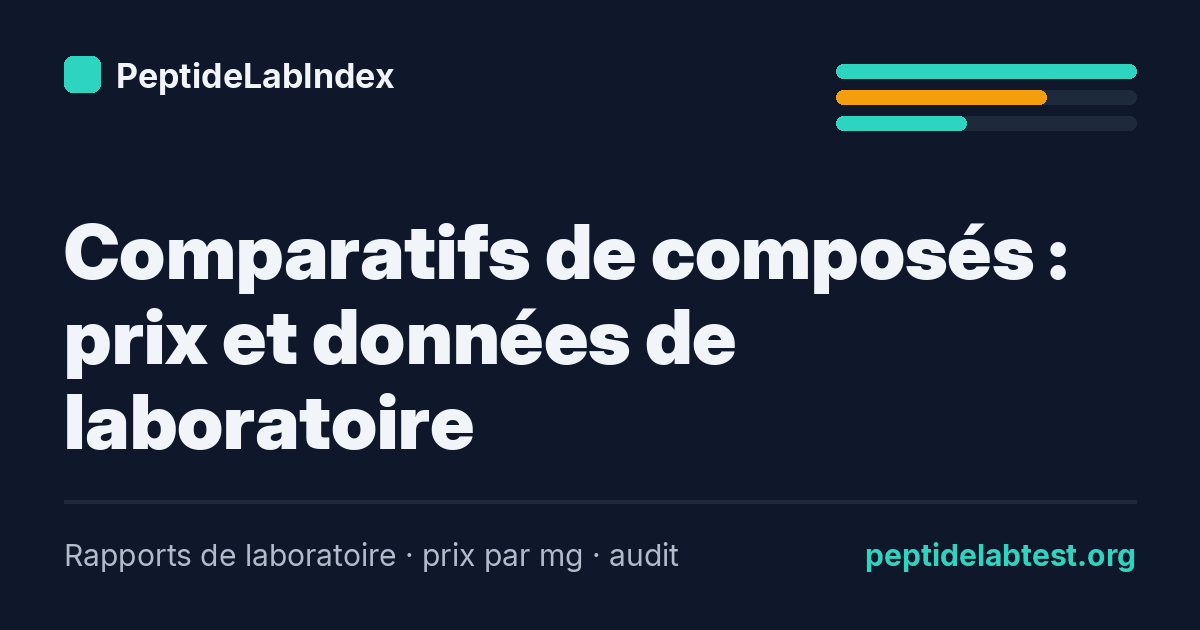 PeptideLabIndex
Comparatifs de composés :
prix et données de
laboratoire
Rapports de laboratoire · prix par mg · audit
peptidelabtest.org